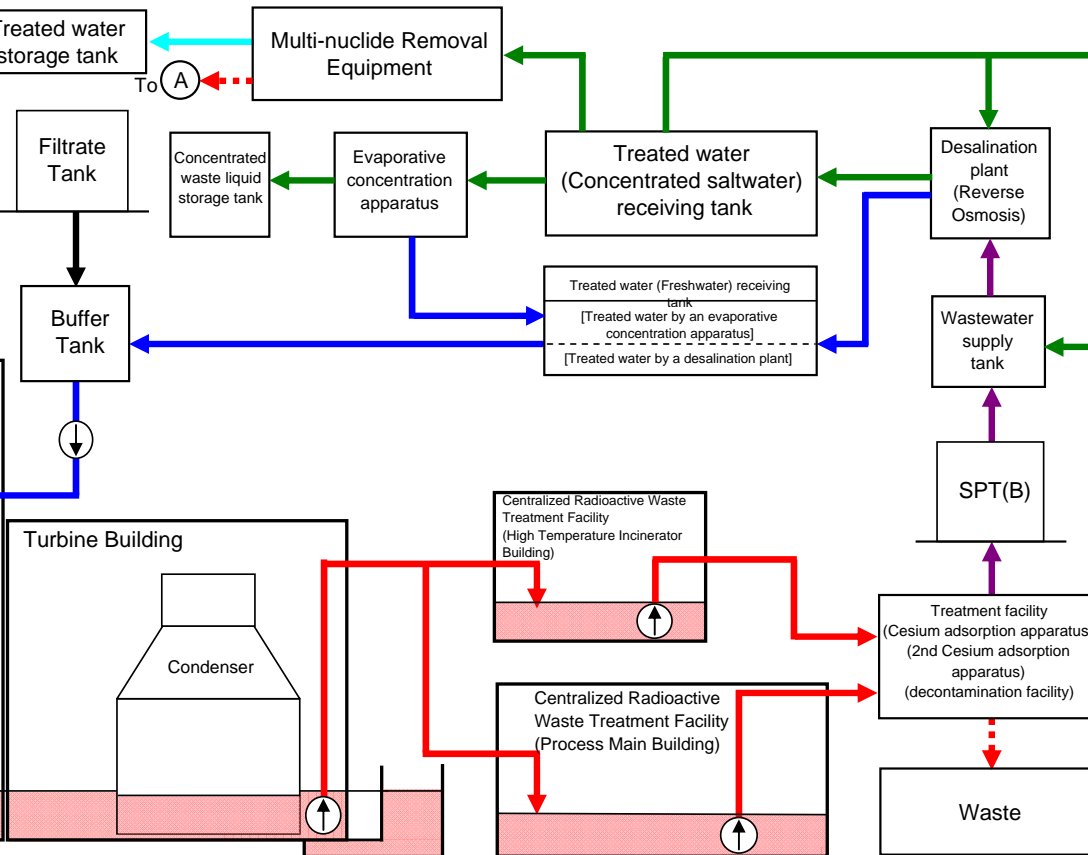 Treated water
storage tank
Multi-nuclide Removal
Equipment
To A
Filtrate
Tank
Concentrated
waste liquid
storage tank
Evaporative
concentration
apparatus
Treated water
(Concentrated saltwater)
receiving tank
Desalination
plant
(Reverse
Osmosis)
Buffer
Tank
Treated water (Freshwater) receiving
tank
[Treated water by an evaporative
concentration apparatus]
[Treated water by a desalination plant]
Wastewater
supply
tank
SPT(B)
Turbine Building
Condenser
Centralized Radioactive Waste
Treatment Facility
(High Temperature Incinerator
Building)
Treatment facility
(Cesium adsorption apparatus
(2nd Cesium adsorption
apparatus)
(decontamination facility)
Centralized Radioactive
Waste Treatment Facility
(Process Main Building)
Waste